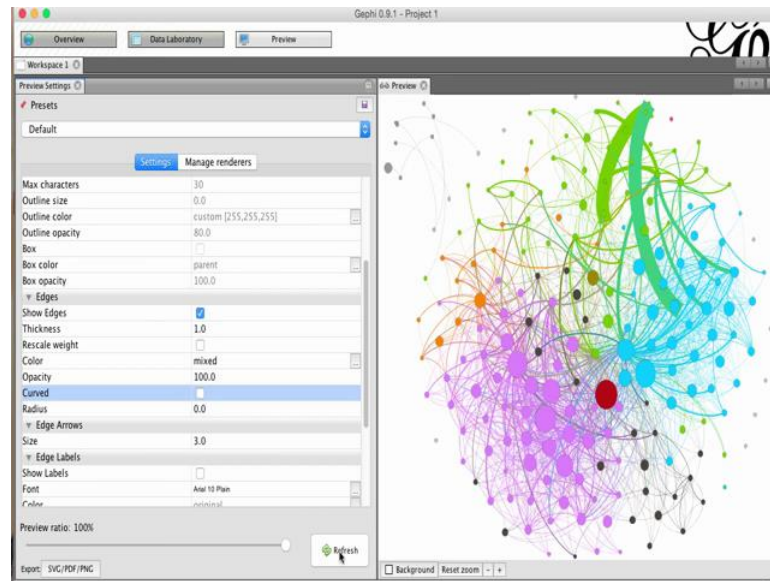 Gephi 0.9.1 - Project 1
Overview
Data Laboratory
Preview
Workspace 1
Preview Settings
Presets
Default
Settings
Manage renderers
Max characters 30
Outline size 0.0
Outline color custom [255,255,255] ...
Outline opacity 80.0
Box
Box color parent ...
Box opacity 100.0
Edges
Show Edges
Thickness 1.0
Rescale weight
Color mixed ...
Opacity 100.0
Curved
Radius 0.0
Edge Arrows
Size 3.0
Edge Labels
Show Labels
Font Arial 10 Plain ...
Color original
Preview ratio: 100%
Refresh
Export: SVG/PDF/PNG
Preview
Background Reset zoom - +